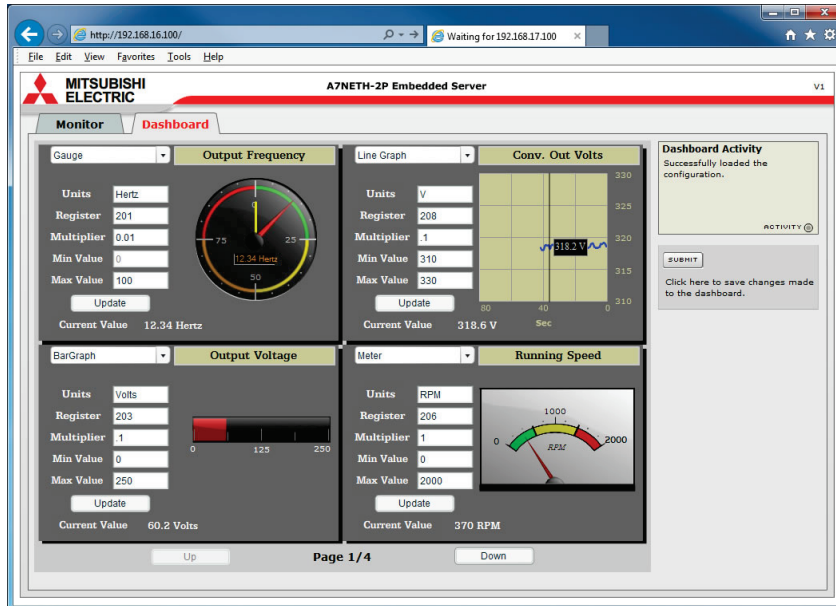 http://192.168.16.100/
Waiting for 192.168.17.100
File Edit View Favorites Tools Help
MITSUBISHI
ELECTRIC
A7NETH-2P Embedded Server
V1
Monitor
Dashboard
Gauge
Output Frequency
Units Hertz
Register 201
Multiplier 0.01
Min Value 0
Max Value 100
Update
Current Value 12.34 Hertz
0
25
50
75
12.34 Hertz
Line Graph
Conv. Out Volts
Units V
Register 208
Multiplier .1
Min Value 310
Max Value 330
Update
Current Value 318.6 V
330
325
320
315
310
318.2 V
80 40 0
Sec
BarGraph
Output Voltage
Units Volts
Register 203
Multiplier .1
Min Value 0
Max Value 250
Update
Current Value 60.2 Volts
0 125 250
Meter
Running Speed
Units RPM
Register 206
Multiplier 1
Min Value 0
Max Value 2000
Update
Current Value 370 RPM
0 1000 2000
RPM
Up
Page 1/4
Down
Dashboard Activity
Successfully loaded the
configuration.
ACTIVITY
SUBMIT
Click here to save changes made
to the dashboard.